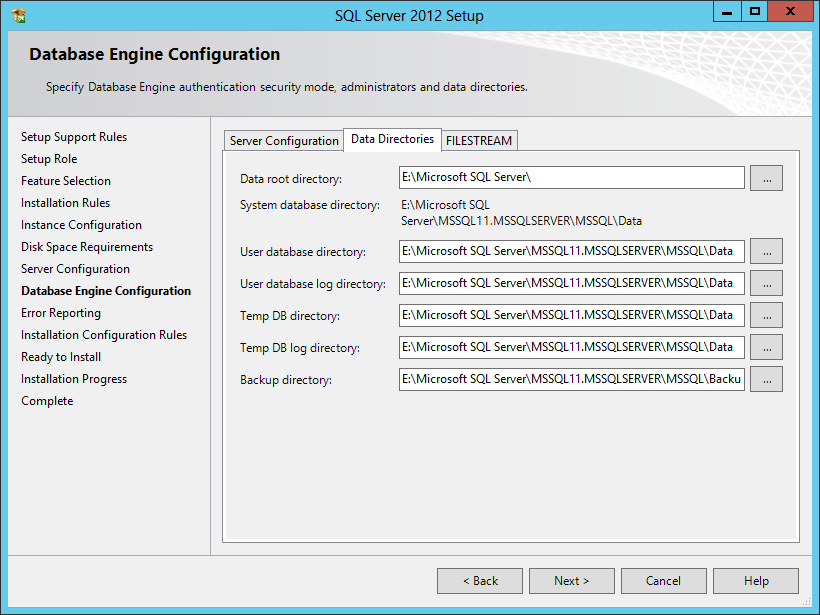 SQL Server 2012 Setup
Database Engine Configuration
Specify Database Engine authentication security mode, administrators and data directories.
Setup Support Rules
Setup Role
Feature Selection
Installation Rules
Instance Configuration
Disk Space Requirements
Server Configuration
Database Engine Configuration
Error Reporting
Installation Configuration Rules
Ready to Install
Installation Progress
Complete
Server Configuration Data Directories FILESTREAM
Data root directory: E:\Microsoft SQL Server\ ...
System database directory: E:\Microsoft SQL
Server\MSSQL11.MSSQLSERVER\MSSQL\Data
User database directory: E:\Microsoft SQL Server\MSSQL11.MSSQLSERVER\MSSQL\Data ...
User database log directory: E:\Microsoft SQL Server\MSSQL11.MSSQLSERVER\MSSQL\Data ...
Temp DB directory: E:\Microsoft SQL Server\MSSQL11.MSSQLSERVER\MSSQL\Data ...
Temp DB log directory: E:\Microsoft SQL Server\MSSQL11.MSSQLSERVER\MSSQL\Data ...
Backup directory: E:\Microsoft SQL Server\MSSQL11.MSSQLSERVER\MSSQL\Backu ...
< Back Next > Cancel Help